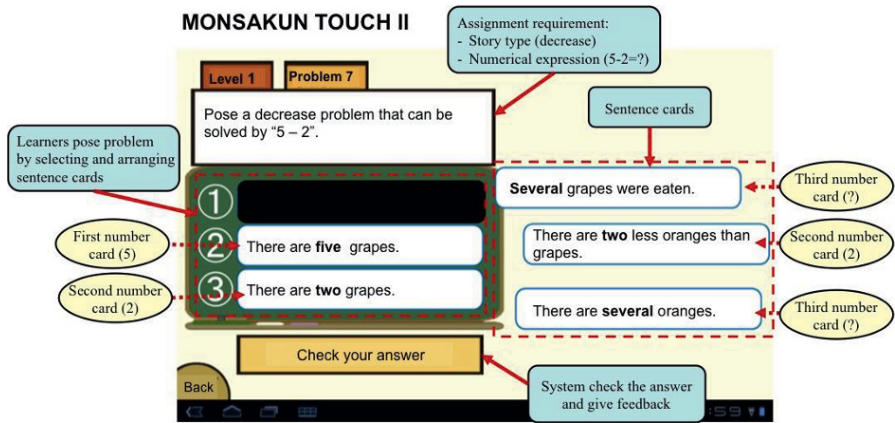 MONSAKUN TOUCH II
Assignment requirement:
- Story type (decrease)
- Numerical expression (5-2=?)
Level 1
Problem 7
Pose a decrease problem that can be
solved by “5 – 2”.
Sentence cards
Learners pose problem
by selecting and arranging
sentence cards
1
Several grapes were eaten.
Third number
card (?)
First number
card (5)
2
There are five grapes.
There are two less oranges than
grapes.
Second number
card (2)
Second number
card (2)
3
There are two grapes.
There are several oranges.
Third number
card (?)
Check your answer
Back
System check the answer
and give feedback
:59